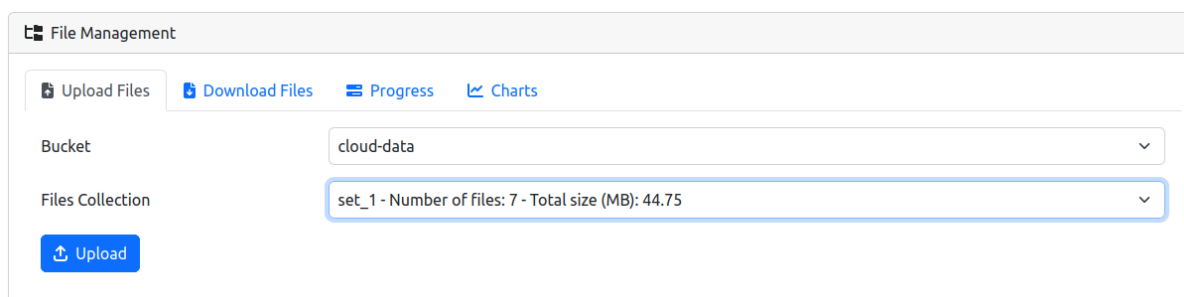 File Management
Upload Files Download Files Progress Charts
Bucket cloud-data
Files Collection set_1 - Number of files: 7 - Total size (MB): 44.75
Upload